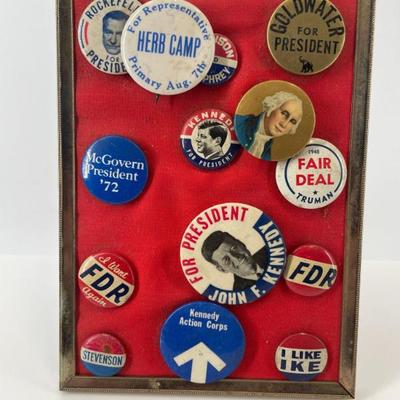 ROCKEFELLER
FOR
PRESIDENT
For Representative
HERB CAMP
Primary Aug. 7th
GOLDWATER
FOR
PRESIDENT
KENNEDY
FOR PRESIDENT
McGovern
President
'72
1948
FAIR
DEAL
TRUMAN
FOR PRESIDENT
JOHN F. KENNEDY
I Want
FDR
Again
FDR
STEVENSON
Kennedy
Action Corps
I LIKE
IKE